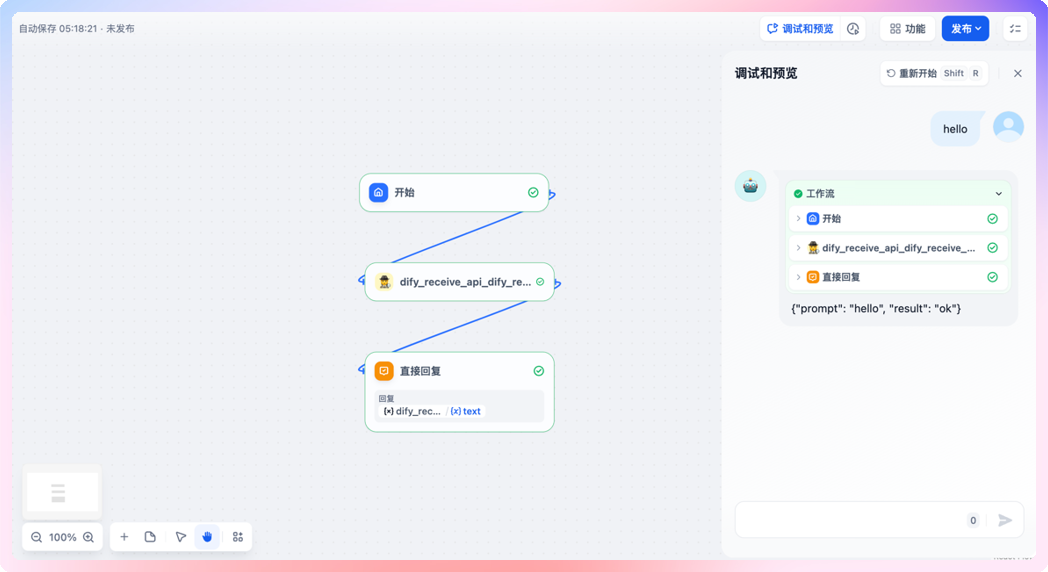 自动保存 05:18:21 · 未发布
调试和预览
功能
发布
调试和预览
重新开始 Shift R
hello
工作流
开始
dify_receive_api_dify_receive_...
直接回复
{"prompt": "hello", "result": "ok"}
开始
dify_receive_api_dify_re...
直接回复
回复
{x} dify_rec... / {x} text
100%
0